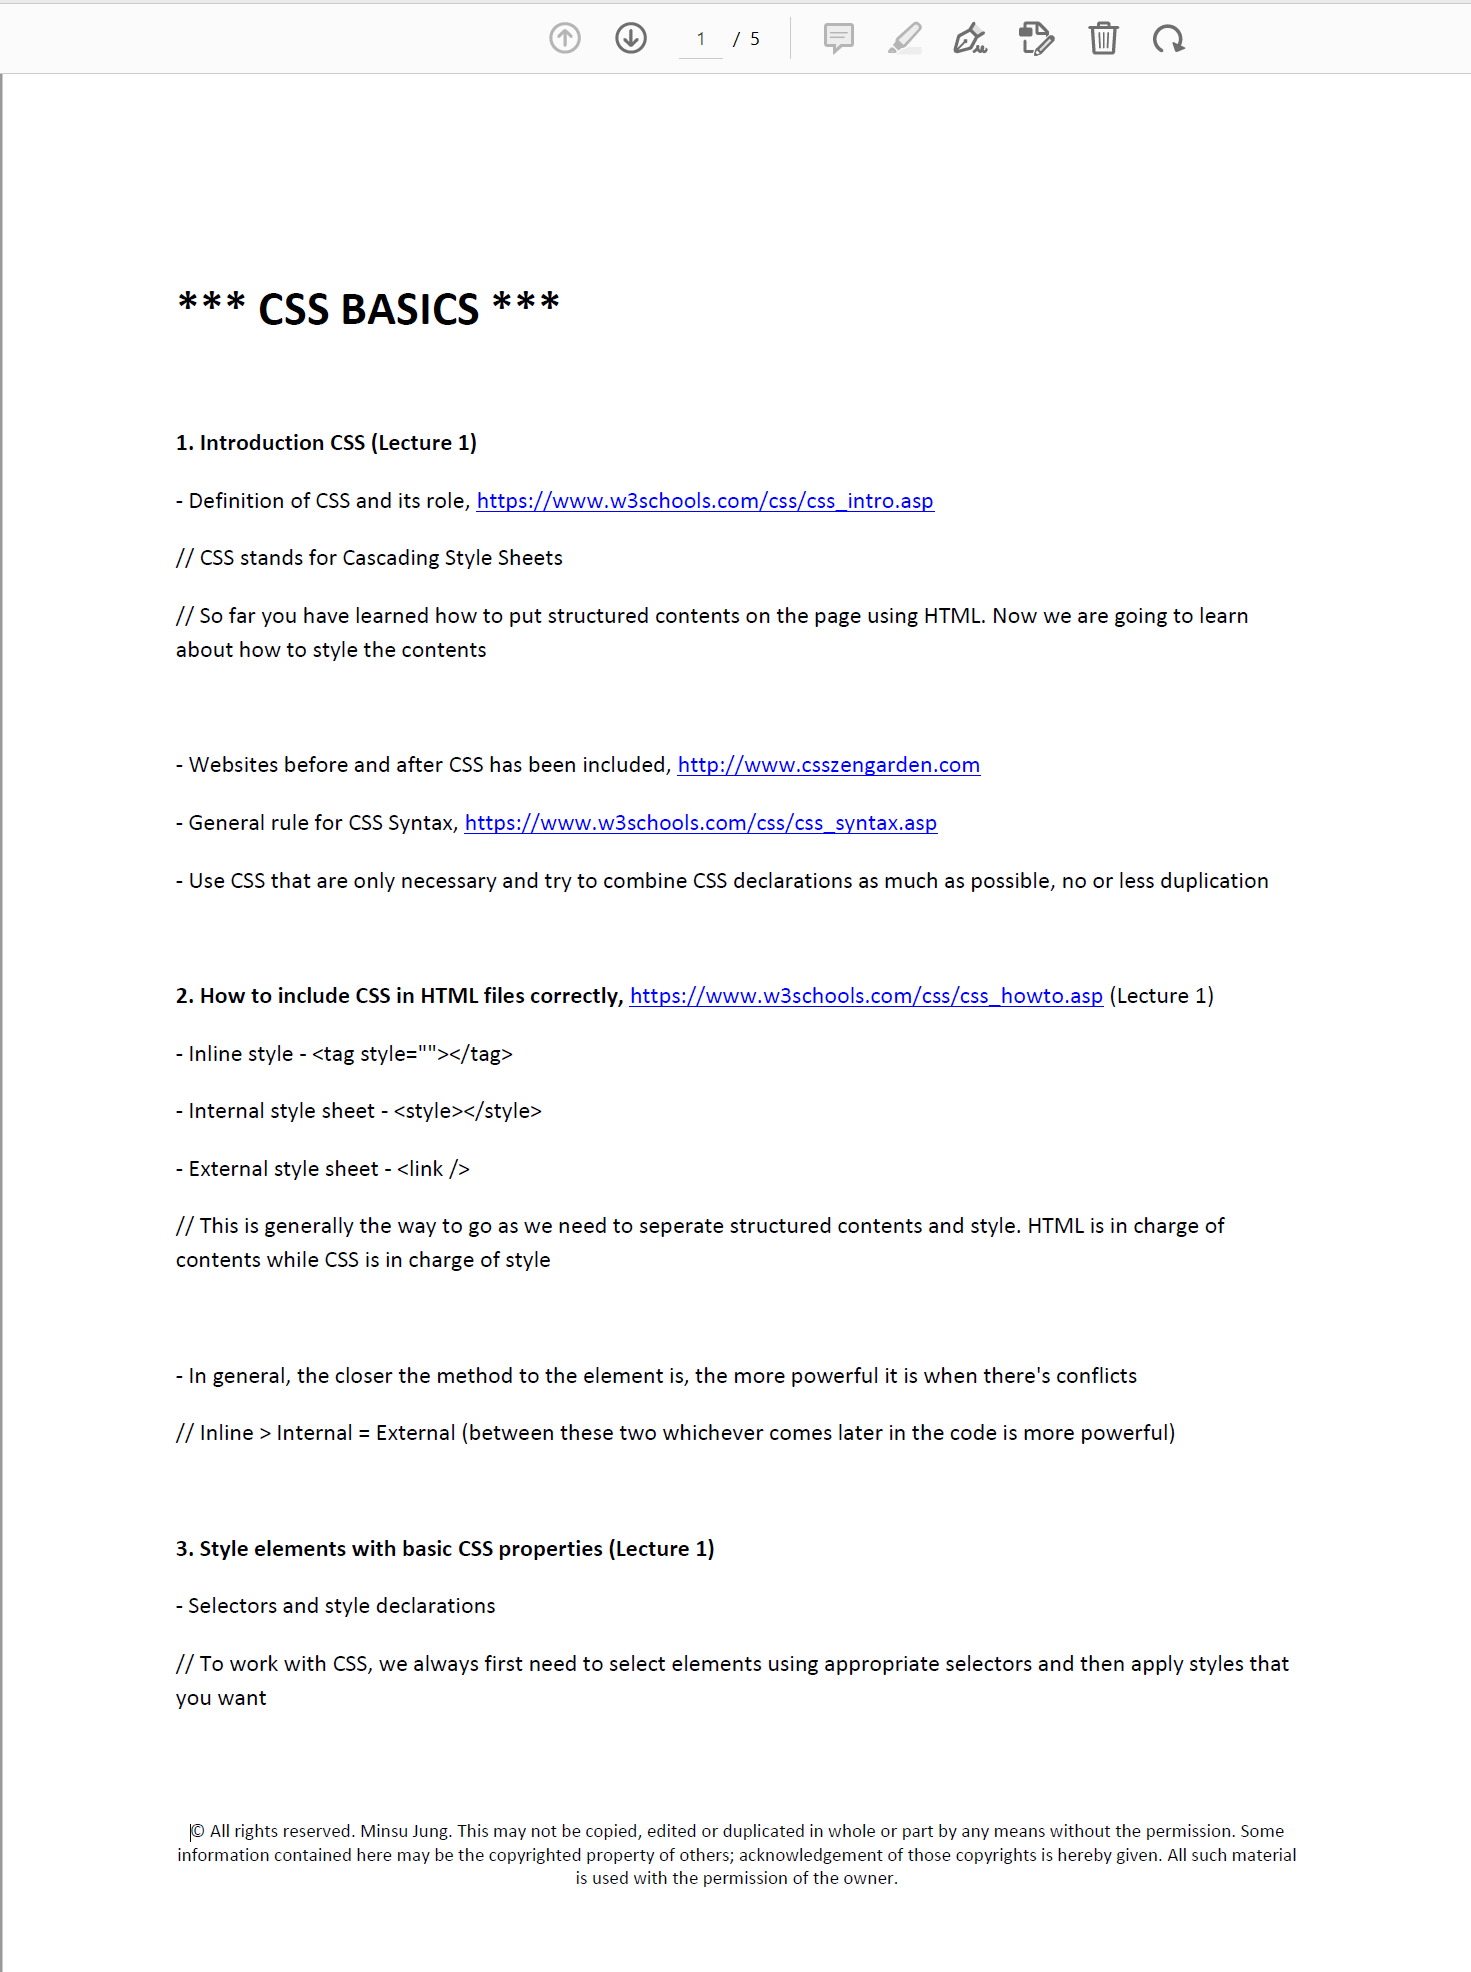 1 / 5
*** CSS BASICS ***
1. Introduction CSS (Lecture 1)
- Definition of CSS and its role, https://www.w3schools.com/css/css_intro.asp
// CSS stands for Cascading Style Sheets
// So far you have learned how to put structured contents on the page using HTML. Now we are going to learn
about how to style the contents
- Websites before and after CSS has been included, http://www.csszengarden.com
- General rule for CSS Syntax, https://www.w3schools.com/css/css_syntax.asp
- Use CSS that are only necessary and try to combine CSS declarations as much as possible, no or less duplication
2. How to include CSS in HTML files correctly, https://www.w3schools.com/css/css_howto.asp (Lecture 1)
- Inline style - <tag style=""></tag>
- Internal style sheet - <style></style>
- External style sheet - <link />
// This is generally the way to go as we need to seperate structured contents and style. HTML is in charge of
contents while CSS is in charge of style
- In general, the closer the method to the element is, the more powerful it is when there's conflicts
// Inline > Internal = External (between these two whichever comes later in the code is more powerful)
3. Style elements with basic CSS properties (Lecture 1)
- Selectors and style declarations
// To work with CSS, we always first need to select elements using appropriate selectors and then apply styles that
you want
© All rights reserved. Minsu Jung. This may not be copied, edited or duplicated in whole or part by any means without the permission. Some
information contained here may be the copyrighted property of others; acknowledgement of those copyrights is hereby given. All such material
is used with the permission of the owner.